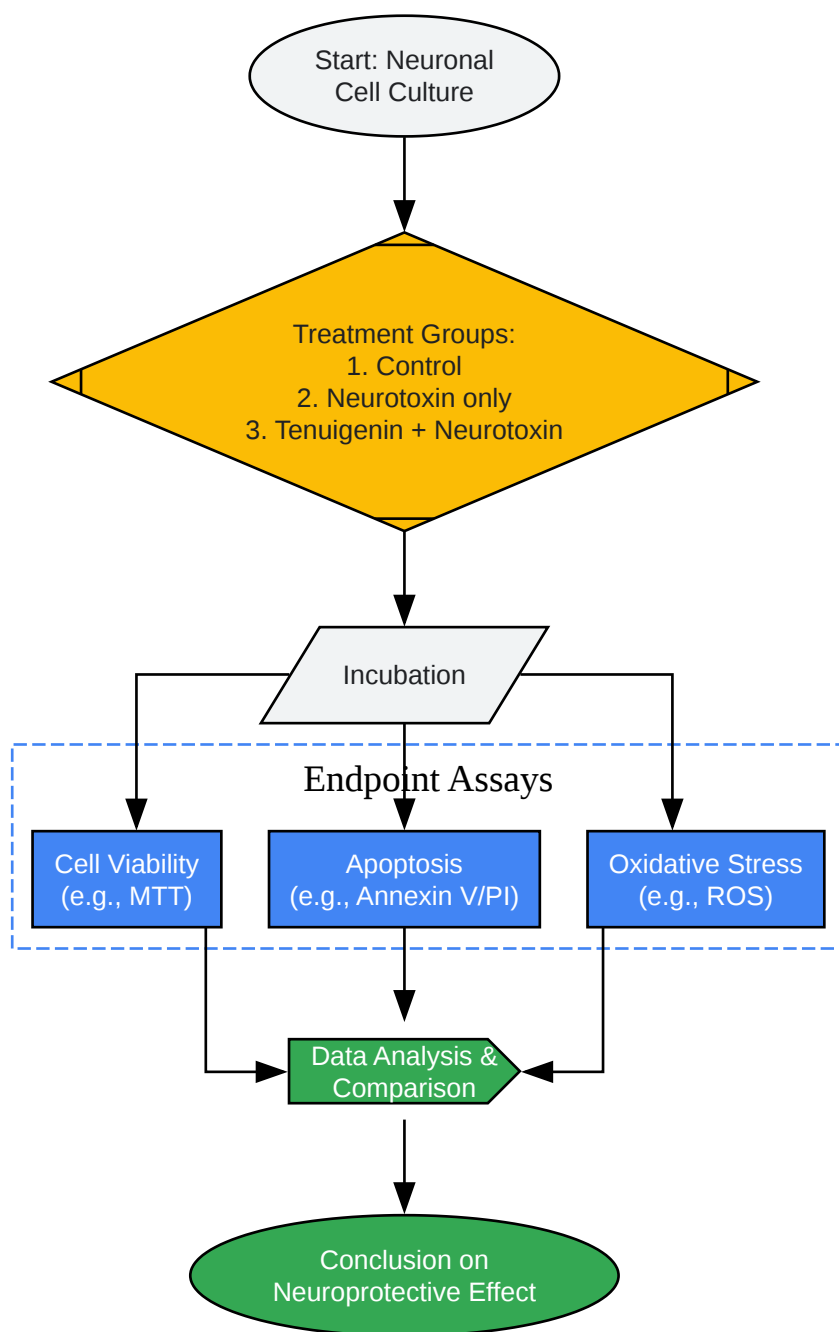 Start: Neuronal
Cell Culture
Treatment Groups:
1. Control
2. Neurotoxin only
3. Tenuigenin + Neurotoxin
Incubation
Endpoint Assays
Cell Viability
(e.g., MTT)
Apoptosis
(e.g., Annexin V/PI)
Oxidative Stress
(e.g., ROS)
Data Analysis &
Comparison
Conclusion on
Neuroprotective Effect